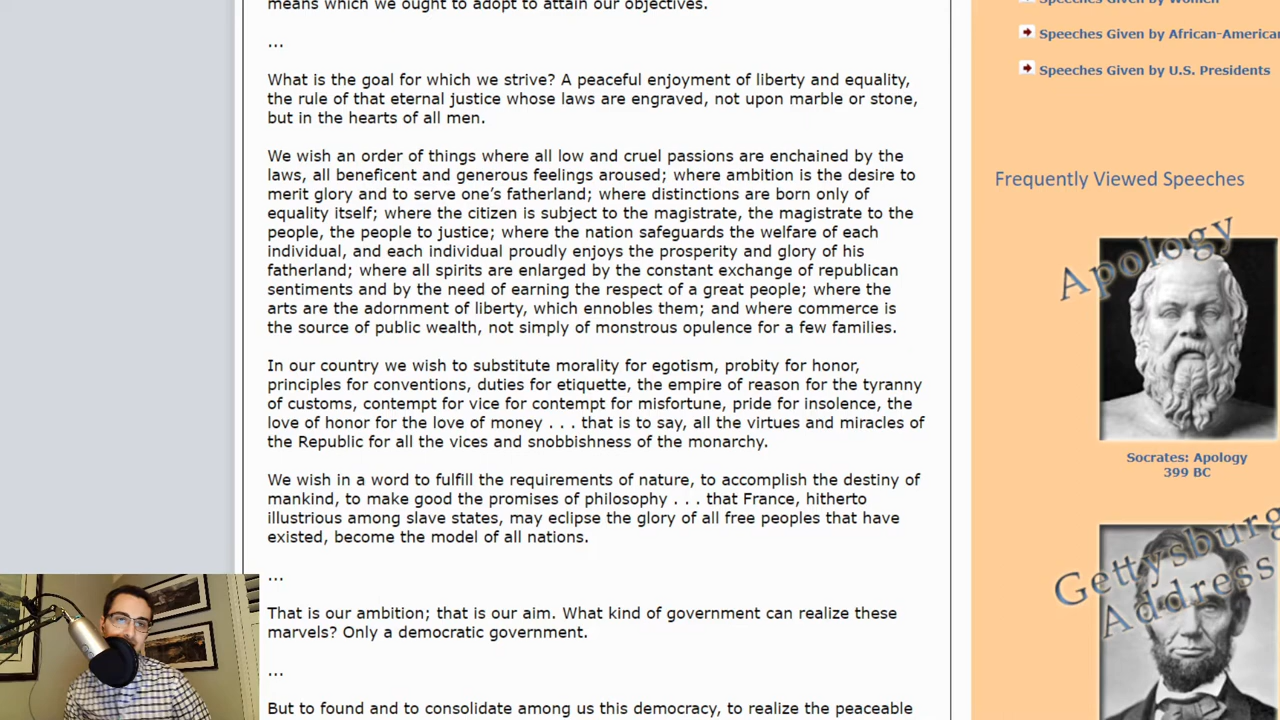 means which we ought to adopt to attain our objectives.
...
What is the goal for which we strive? A peaceful enjoyment of liberty and equality,
the rule of that eternal justice whose laws are engraved, not upon marble or stone,
but in the hearts of all men.
We wish an order of things where all low and cruel passions are enchained by the
laws, all beneficent and generous feelings aroused; where ambition is the desire to
merit glory and to serve one’s fatherland; where distinctions are born only of
equality itself; where the citizen is subject to the magistrate, the magistrate to the
people, the people to justice; where the nation safeguards the welfare of each
individual, and each individual proudly enjoys the prosperity and glory of his
fatherland; where all spirits are enlarged by the constant exchange of republican
sentiments and by the need of earning the respect of a great people; where the
arts are the adornment of liberty, which ennobles them; and where commerce is
the source of public wealth, not simply of monstrous opulence for a few families.
In our country we wish to substitute morality for egotism, probity for honor,
principles for conventions, duties for etiquette, the empire of reason for the tyranny
of customs, contempt for vice for contempt for misfortune, pride for insolence, the
love of honor for the love of money . . . that is to say, all the virtues and miracles of
the Republic for all the vices and snobbishness of the monarchy.
We wish in a word to fulfill the requirements of nature, to accomplish the destiny of
mankind, to make good the promises of philosophy . . . that France, hitherto
illustrious among slave states, may eclipse the glory of all free peoples that have
existed, become the model of all nations.
...
That is our ambition; that is our aim. What kind of government can realize these
marvels? Only a democratic government.
...
But to found and to consolidate among us this democracy, to realize the peaceable
Speeches Given by Women
Speeches Given by African-American
Speeches Given by U.S. Presidents
Frequently Viewed Speeches
Apology
Socrates: Apology
399 BC
Gettysburg
Address